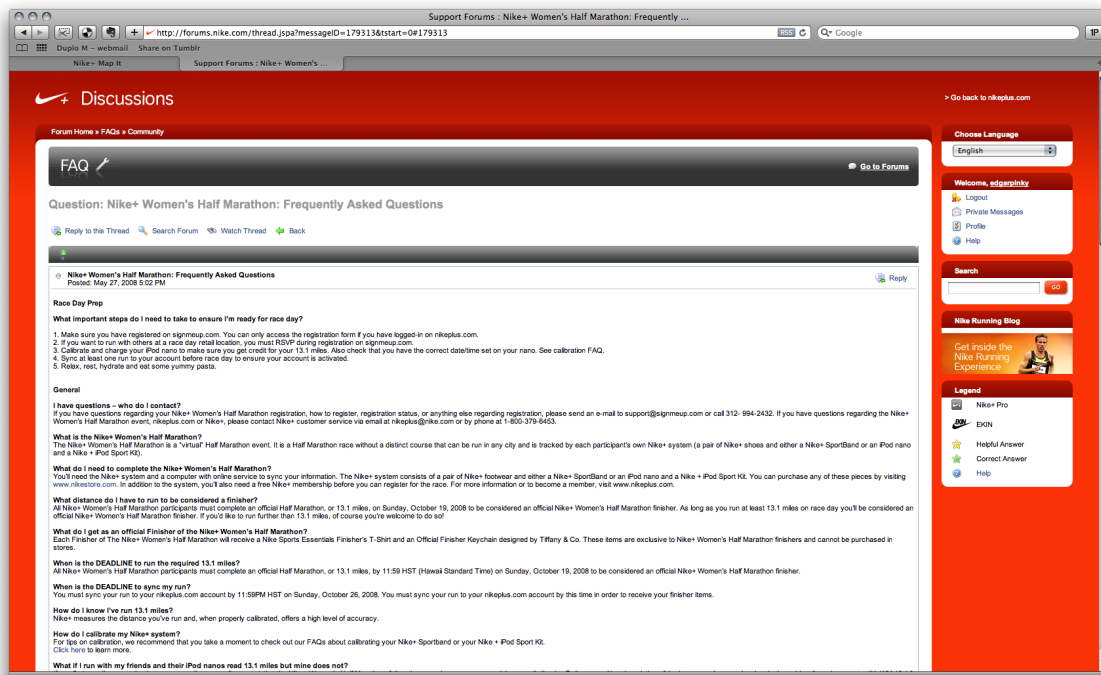 Support Forums : Nike+ Women's Half Marathon: Frequently ...
http://forums.nike.com/thread.jspa?messageID=179313&tstart=0#179313
RSS
Google
1P
Duplo M – webmail Share on Tumblr
Nike+ Map It
Support Forums : Nike+ Women's ...
Discussions
> Go back to nikeplus.com
Forum Home » FAQs » Community
FAQ
Go to Forums
Question: Nike+ Women's Half Marathon: Frequently Asked Questions
Reply to this Thread Search Forum Watch Thread Back
Nike+ Women's Half Marathon: Frequently Asked Questions
Posted: May 27, 2008 5:02 PM
Reply
Race Day Prep
What important steps do I need to take to ensure I'm ready for race day?
1. Make sure you have registered on signmeup.com. You can only access the registration form if you have logged-in on nikeplus.com.
2. If you want to run with others at a race day retail location, you must RSVP during registration on signmeup.com.
3. Calibrate and charge your iPod nano to make sure you get credit for your 13.1 miles. Also check that you have the correct date/time set on your nano. See calibration FAQ.
4. Sync at least one run to your account before race day to ensure your account is activated.
5. Relax, rest, hydrate and eat some yummy pasta.
General
I have questions – who do I contact?
If you have questions regarding your Nike+ Women's Half Marathon registration, how to register, registration status, or anything else regarding registration, please send an e-mail to support@signmeup.com or call 312- 994-2432. If you have questions regarding the Nike+
Women's Half Marathon event, nikeplus.com or Nike+, please contact Nike+ customer service via email at nikeplus@nike.com or by phone at 1-800-379-6453.
What is the Nike+ Women's Half Marathon?
The Nike+ Women's Half Marathon is a "virtual" Half Marathon event. It is a Half Marathon race without a distinct course that can be run in any city and is tracked by each participant's own Nike+ system (a pair of Nike+ shoes and either a Nike+ SportBand or an iPod nano
and a Nike + iPod Sport Kit).
What do I need to complete the Nike+ Women's Half Marathon?
You'll need the Nike+ system and a computer with online service to sync your information. The Nike+ system consists of a pair of Nike+ footwear and either a Nike+ SportBand or an iPod nano and a Nike + iPod Sport Kit. You can purchase any of these pieces by visiting
www.nikestore.com. In addition to the system, you'll also need a free Nike+ membership before you can register for the race. For more information or to become a member, visit www.nikeplus.com.
What distance do I have to run to be considered a finisher?
All Nike+ Women's Half Marathon participants must complete an official Half Marathon, or 13.1 miles, on Sunday, October 19, 2008 to be considered an official Nike+ Women's Half Marathon finisher. As long as you run at least 13.1 miles on race day you'll be considered an
official Nike+ Women's Half Marathon finisher. If you'd like to run further than 13.1 miles, of course you're welcome to do so!
What do I get as an official Finisher of the Nike+ Women's Half Marathon?
Each Finisher of The Nike+ Women's Half Marathon will receive a Nike Sports Essentials Finisher's T-Shirt and an Official Finisher Keychain designed by Tiffany & Co. These items are exclusive to Nike+ Women's Half Marathon finishers and cannot be purchased in
stores.
When is the DEADLINE to run the required 13.1 miles?
All Nike+ Women's Half Marathon participants must complete an official Half Marathon, or 13.1 miles, by 11:59 HST (Hawaii Standard Time) on Sunday, October 19, 2008 to be considered an official Nike+ Women's Half Marathon finisher.
When is the DEADLINE to sync my run?
You must sync your run to your nikeplus.com account by 11:59PM HST on Sunday, October 26, 2008. You must sync your run to your nikeplus.com account by this time in order to receive your finisher items.
How do I know I've run 13.1 miles?
Nike+ measures the distance you've run and, when properly calibrated, offers a high level of accuracy.
How do I calibrate my Nike+ system?
For tips on calibration, we recommend that you take a moment to check out our FAQs about calibrating your Nike+ Sportband or your Nike + iPod Sport Kit.
Click here to learn more.
What if I run with my friends and their iPod nanos read 13.1 miles but mine does not?
Choose Language
English
Welcome, edgarpinky
Logout
Private Messages
Profile
Help
Search
GO
Nike Running Blog
Get inside the
Nike Running
Experience
Legend
Nike+ Pro
EKIN EKIN
Helpful Answer
Correct Answer
Help